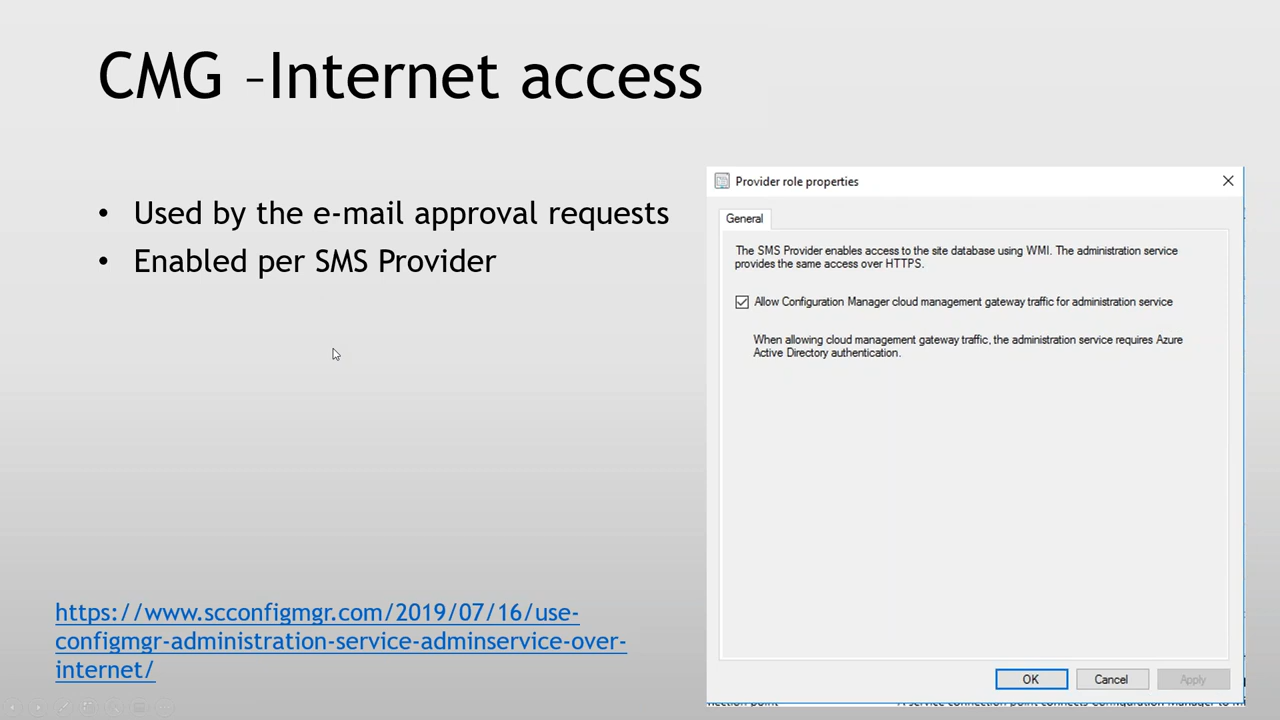 CMG –Internet access
• Used by the e-mail approval requests
• Enabled per SMS Provider
https://www.scconfigmgr.com/2019/07/16/use-
configmgr-administration-service-adminservice-over-
internet/
Provider role properties
General
The SMS Provider enables access to the site database using WMI. The administration service
provides the same access over HTTPS.
Allow Configuration Manager cloud management gateway traffic for administration service
When allowing cloud management gateway traffic, the administration service requires Azure
Active Directory authentication.
OK Cancel Apply